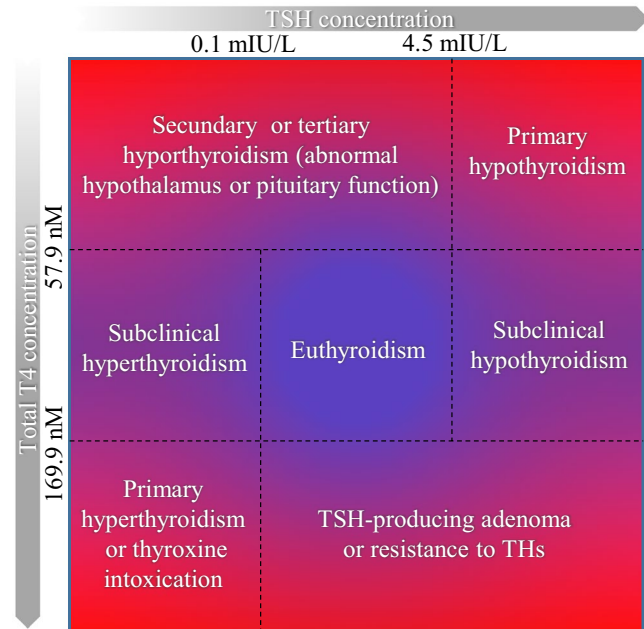 TSH concentration
0.1 mIU/L 4.5 mIU/L
Total T4 concentration
57.9 nM
169.9 nM
Secundary or tertiary
hyporthyroidism (abnormal
hypothalamus or pituitary function)
Primary
hypothyroidism
Subclinical
hyperthyroidism
Euthyroidism
Subclinical
hypothyroidism
Primary
hyperthyroidism
or thyroxine
intoxication
TSH-producing adenoma
or resistance to THs